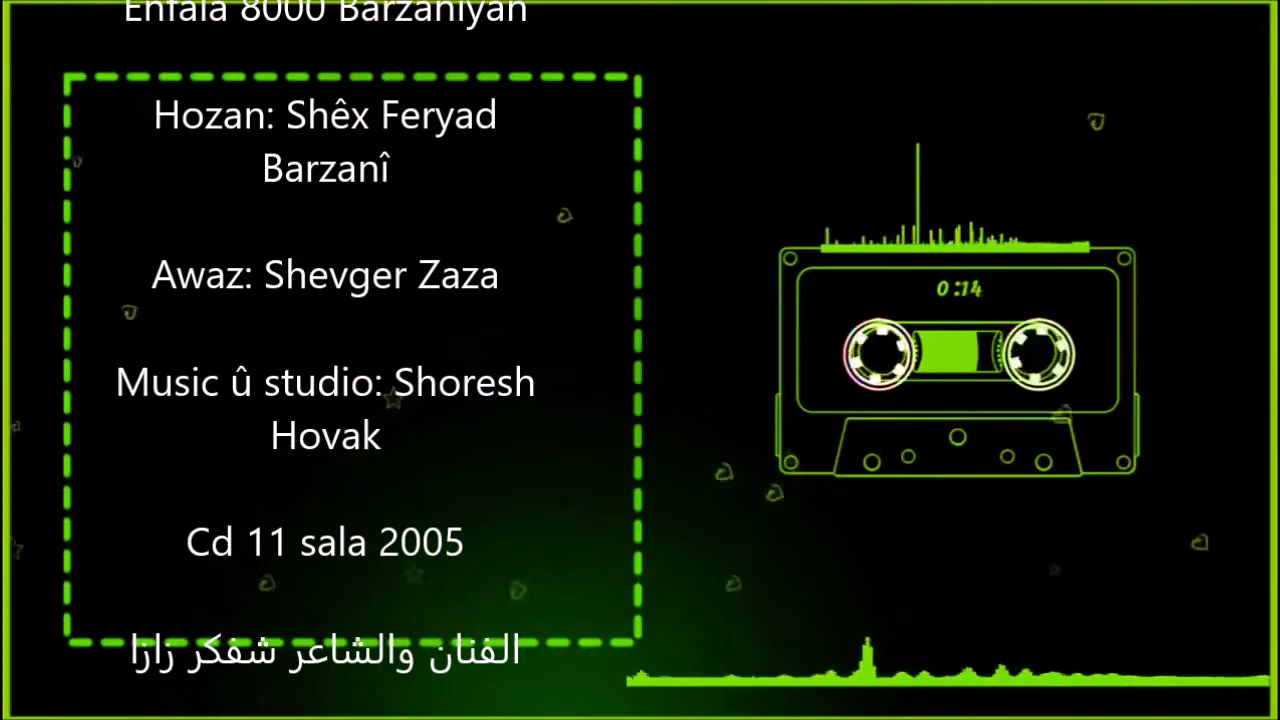 Enfala 8000 Barzaniyan
Hozan: Shêx Feryad
Barzanî
Awaz: Shevger Zaza
Music û studio: Shoresh
Hovak
Cd 11 sala 2005
الفنان والشاعر شفكر زازا
0:14